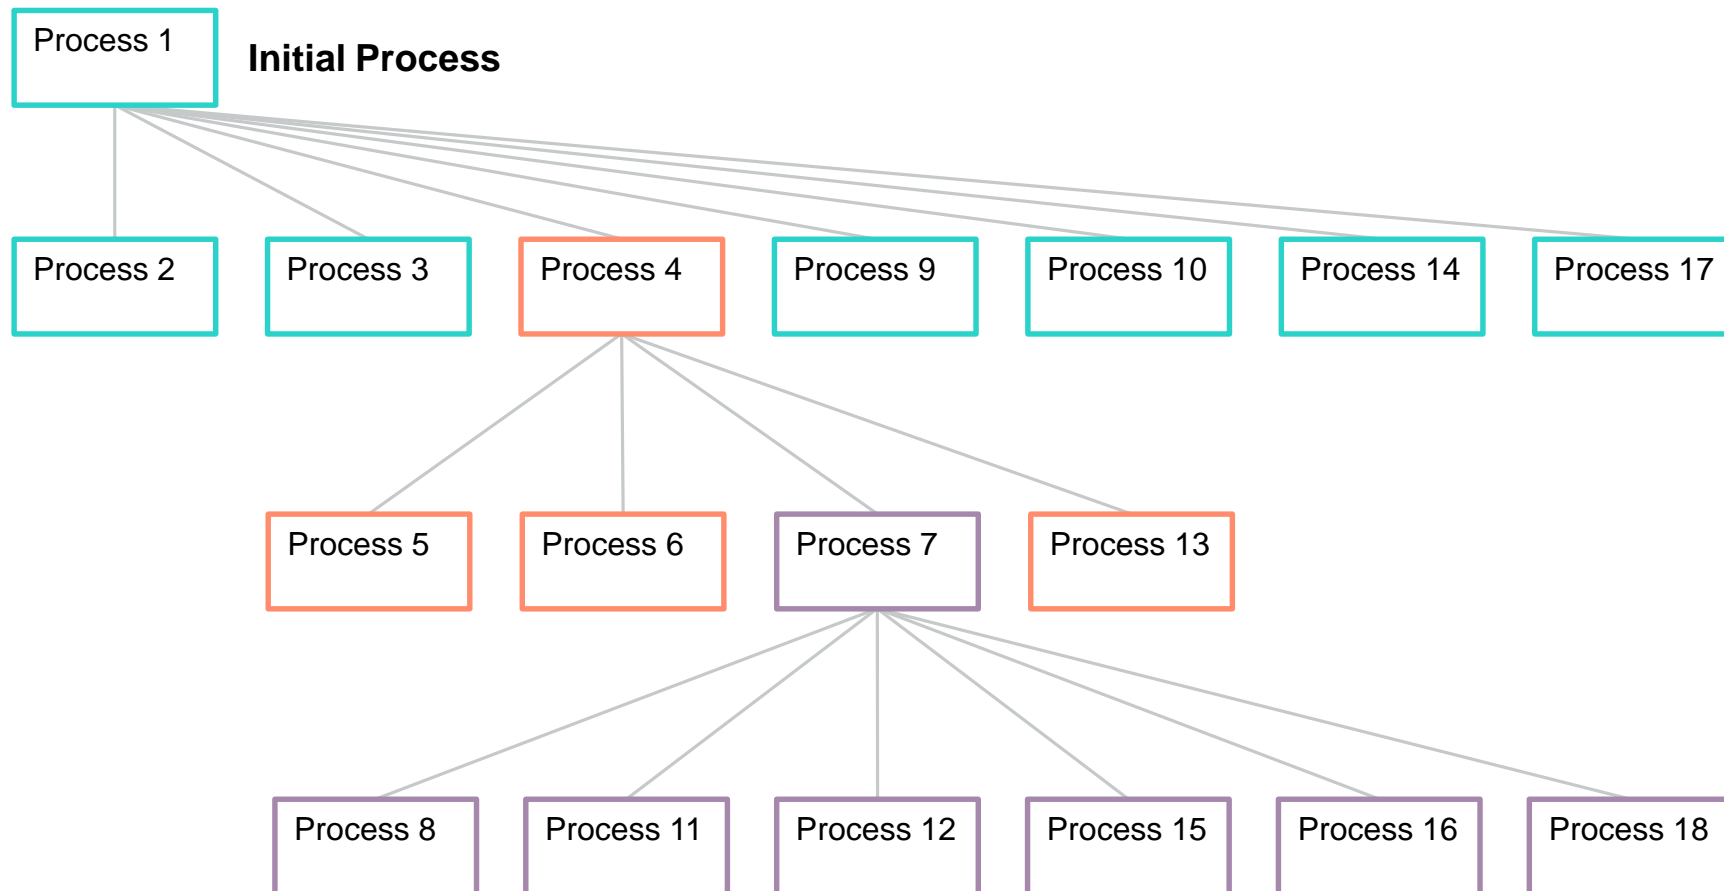 Process 1
Initial Process
Process 2
Process 3
Process 4
Process 9
Process 10
Process 14
Process 17
Process 5
Process 6
Process 7
Process 13
Process 8
Process 11
Process 12
Process 15
Process 16
Process 18